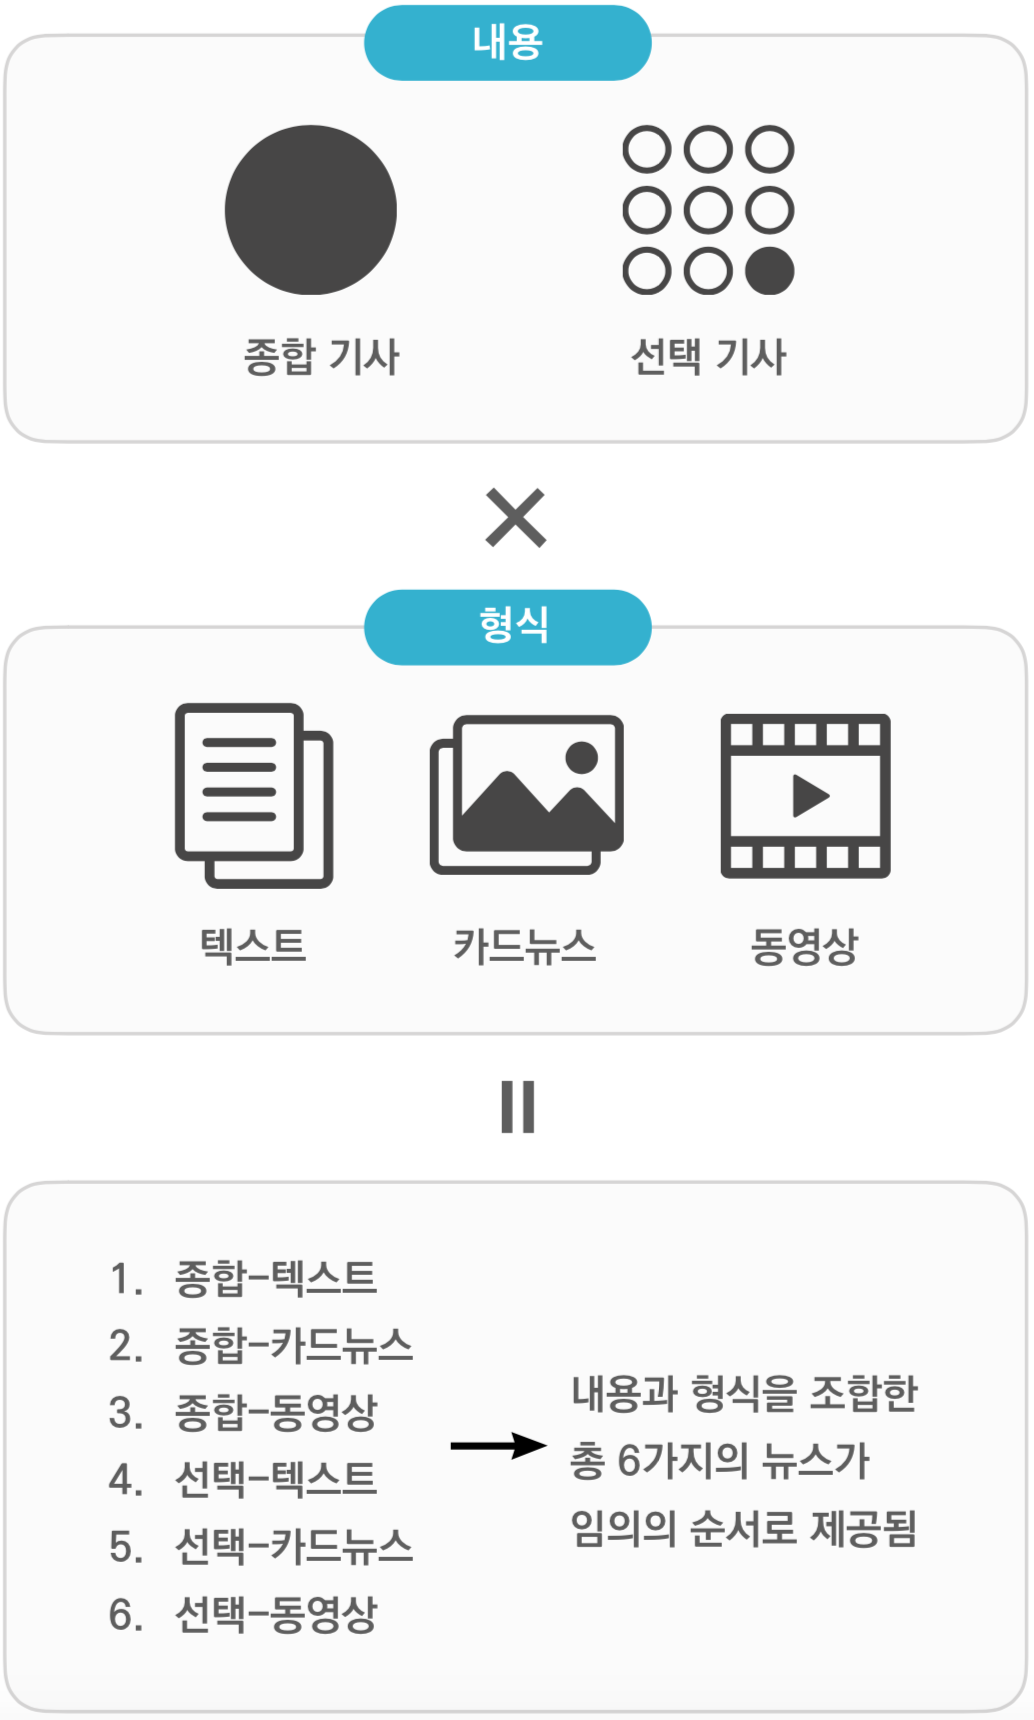 내용
종합 기사
선택 기사
×
형식
텍스트
카드뉴스
동영상
=
1. 종합-텍스트
2. 종합-카드뉴스
3. 종합-동영상
4. 선택-텍스트
5. 선택-카드뉴스
6. 선택-동영상
내용과 형식을 조합한
총 6가지의 뉴스가
임의의 순서로 제공됨